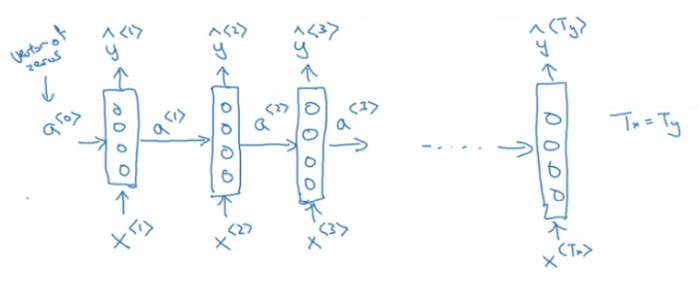 vector of
zeros
ŷ<1> ŷ<2> ŷ<3> ŷ<Ty>
a<0> a<1> a<2> a<3> ..... Tx = Ty
x<1> x<2> x<3> x<Tx>